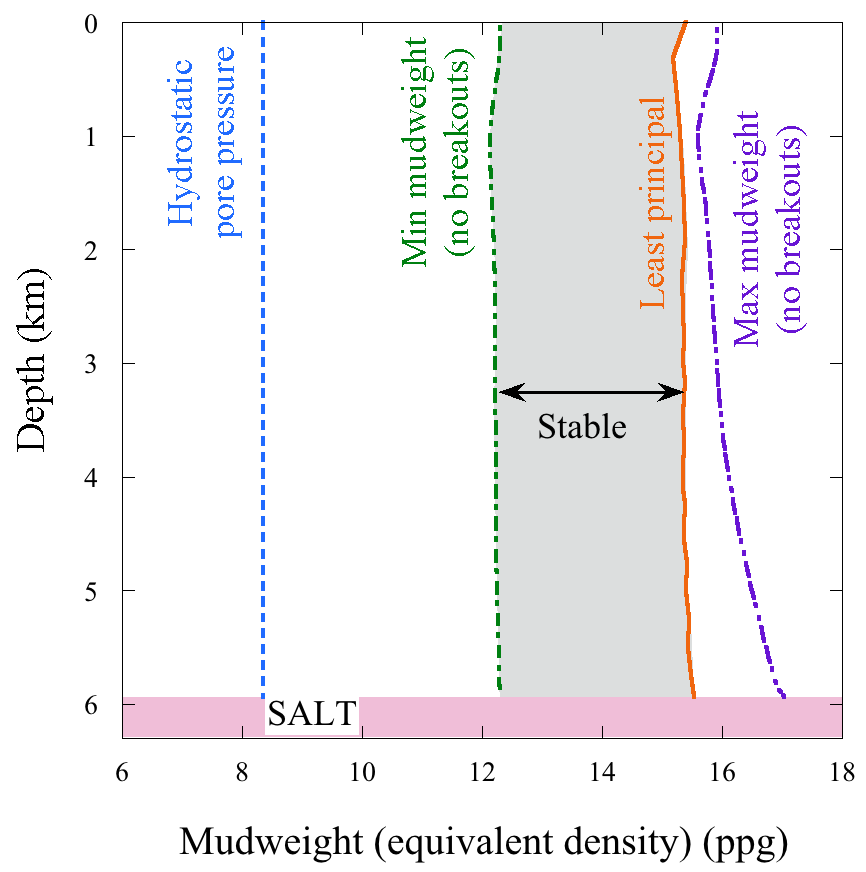 0
1
2
3
4
5
6
Depth (km)
Hydrostatic
pore pressure
Min mudweight
(no breakouts)
Least principal
Max mudweight
(no breakouts)
Stable
SALT
6
8
10
12
14
16
18
Mudweight (equivalent density) (ppg)